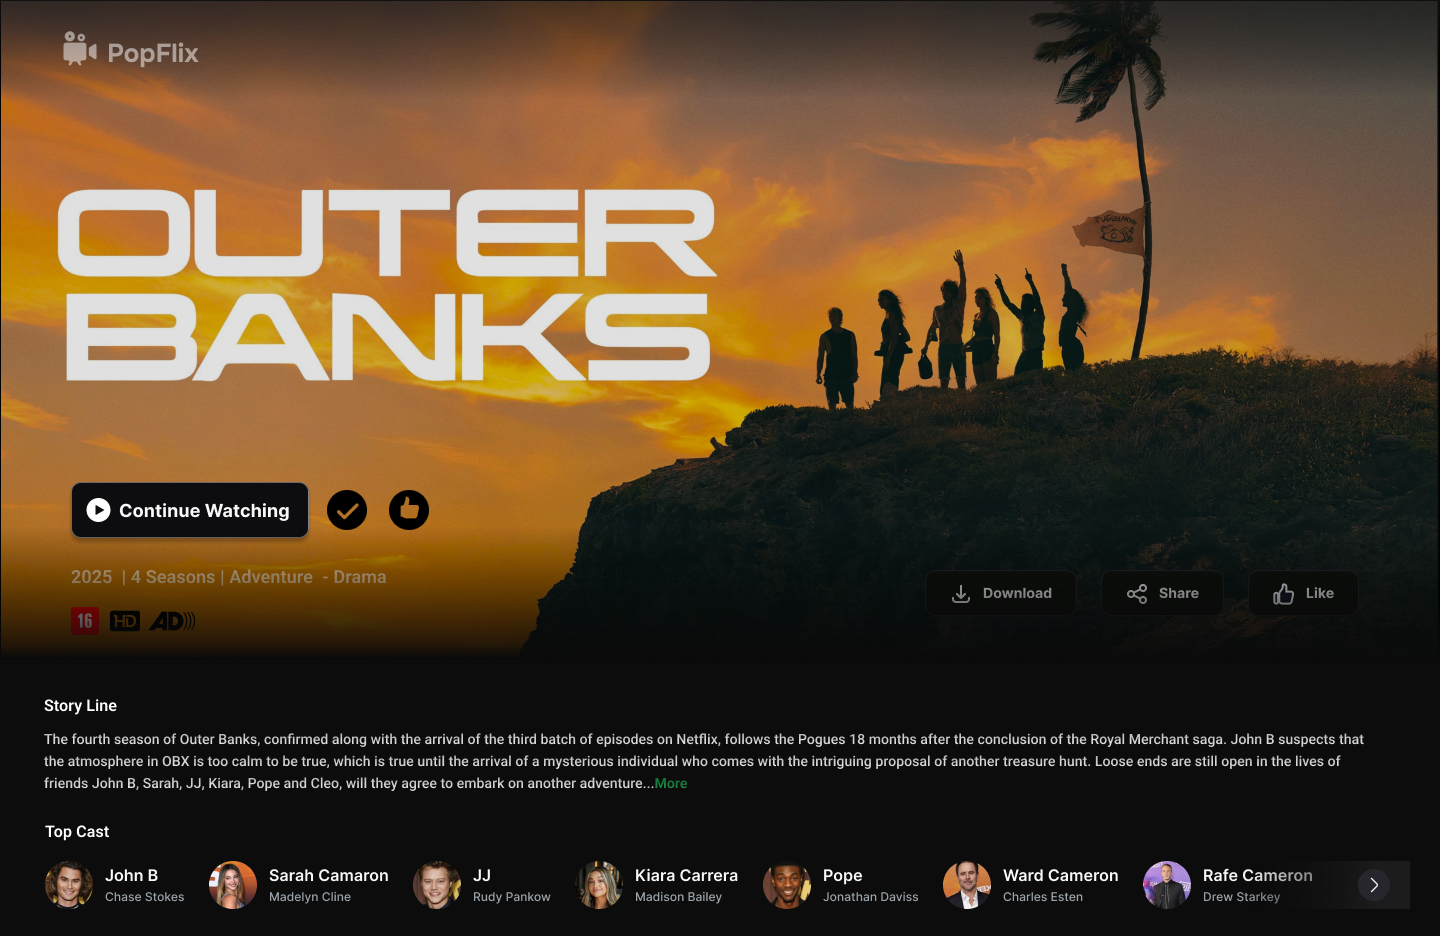 PopFlix
OUTER
BANKS
Continue Watching
2025 | 4 Seasons | Adventure - Drama
16 HD AD
Download
Share
Like
Story Line
The fourth season of Outer Banks, confirmed along with the arrival of the third batch of episodes on Netflix, follows the Pogues 18 months after the conclusion of the Royal Merchant saga. John B suspects that
the atmosphere in OBX is too calm to be true, which is true until the arrival of a mysterious individual who comes with the intriguing proposal of another treasure hunt. Loose ends are still open in the lives of
friends John B, Sarah, JJ, Kiara, Pope and Cleo, will they agree to embark on another adventure...More
Top Cast
John B
Chase Stokes
Sarah Camaron
Madelyn Cline
JJ
Rudy Pankow
Kiara Carrera
Madison Bailey
Pope
Jonathan Daviss
Ward Cameron
Charles Esten
Rafe Cameron
Drew Starkey